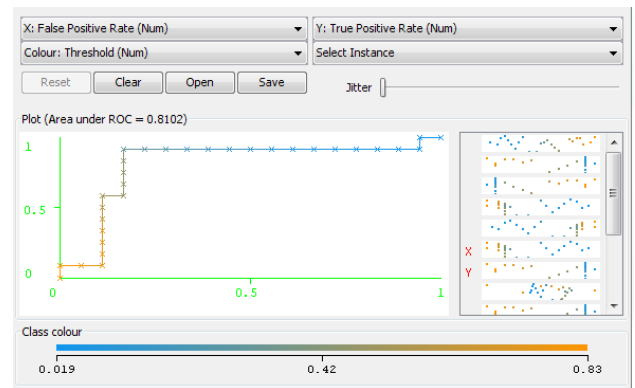 X: False Positive Rate (Num) Y: True Positive Rate (Num)
Colour: Threshold (Num) Select Instance
Reset Clear Open Save Jitter
Plot (Area under ROC = 0.8102)
1
0.5
0
0 0.5 1
X
Y
Class colour
0.019 0.42 0.83